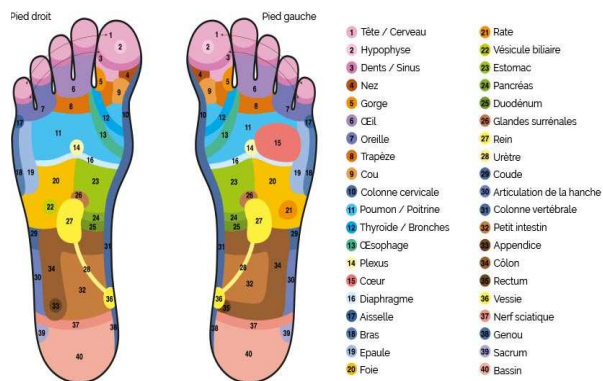 Pied droit
Pied gauche
1 Tête / Cerveau
2 Hypophyse
3 Dents / Sinus
4 Nez
5 Gorge
6 Œil
7 Oreille
8 Trapèze
9 Cou
10 Colonne cervicale
11 Poumon / Poitrine
12 Thyroïde / Bronches
13 Œsophage
14 Plexus
15 Cœur
16 Diaphragme
17 Aisselle
18 Bras
19 Epaule
20 Foie
21 Rate
22 Vésicule biliaire
23 Estomac
24 Pancréas
25 Duodénum
26 Glandes surrénales
27 Rein
28 Urètre
29 Coude
30 Articulation de la hanche
31 Colonne vertébrale
32 Petit intestin
33 Appendice
34 Côlon
35 Rectum
36 Vessie
37 Nerf sciatique
38 Genou
39 Sacrum
40 Bassin